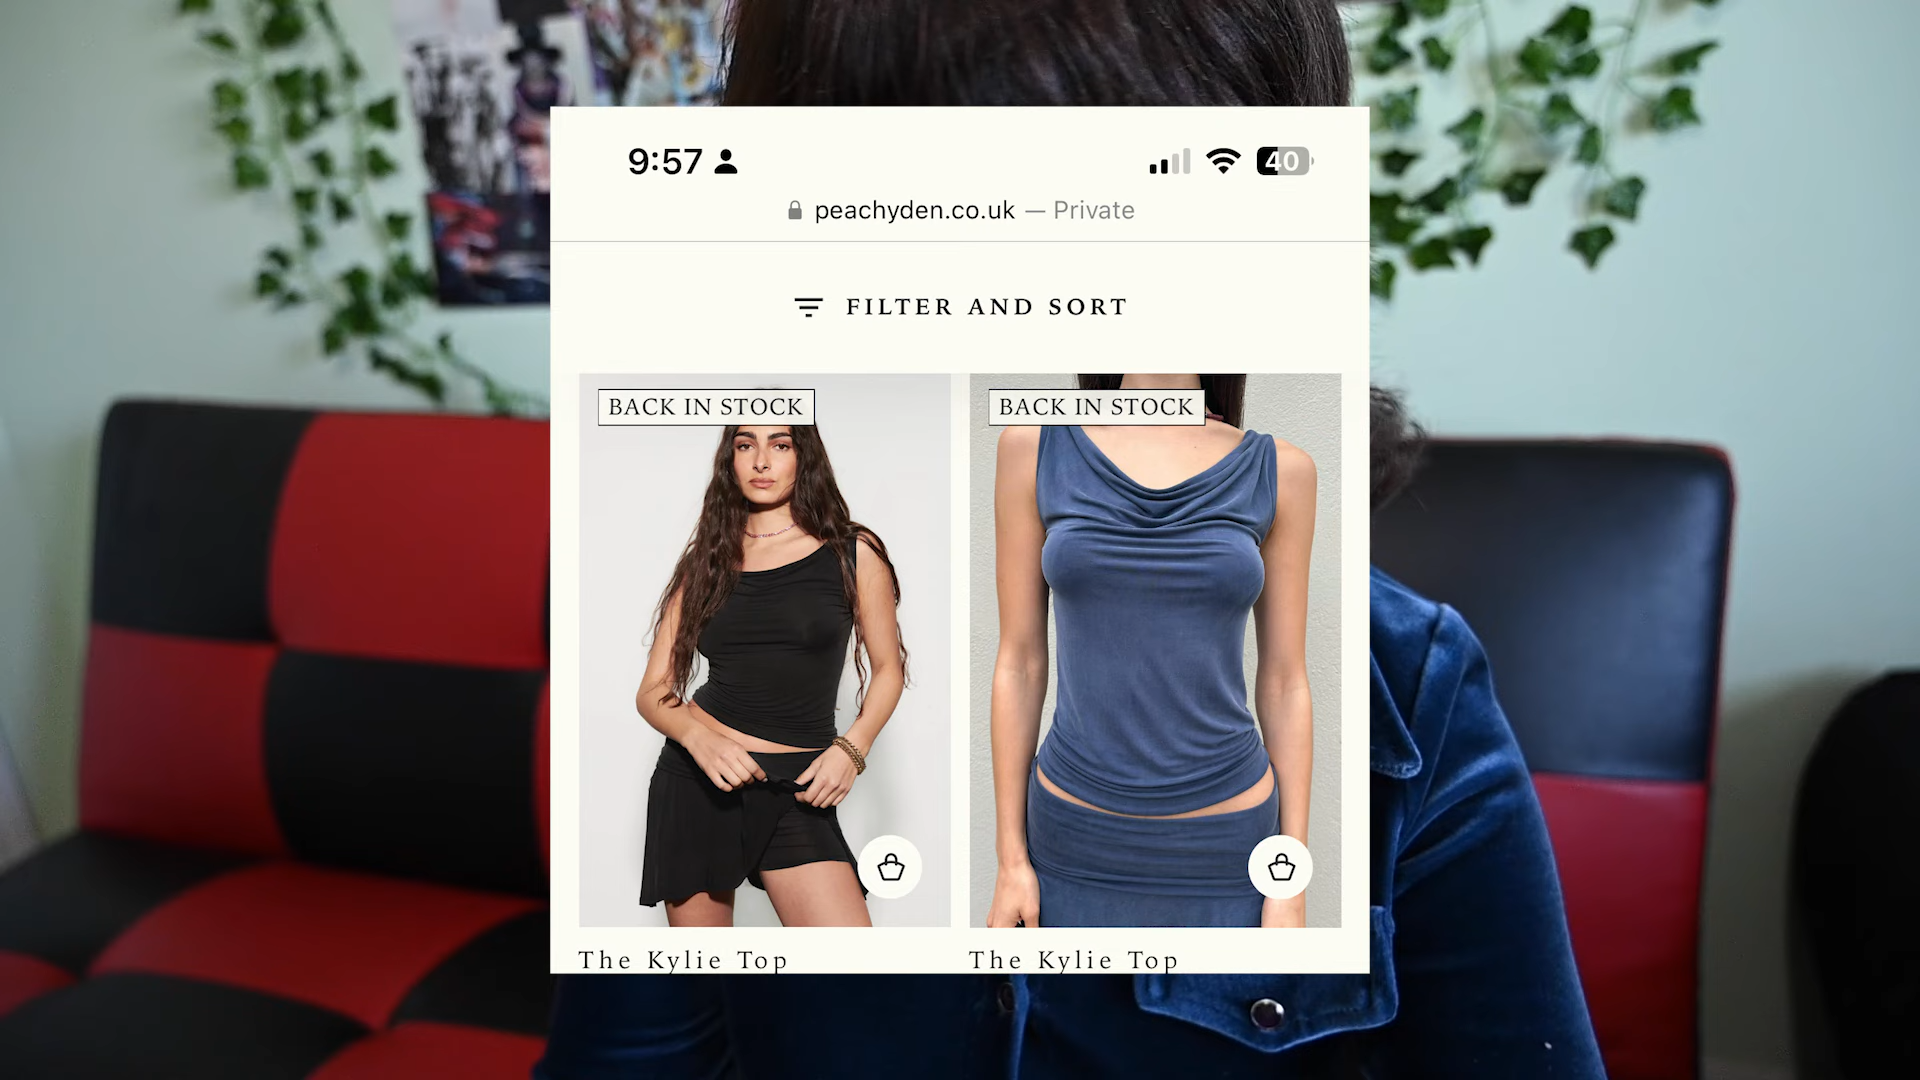 9:57
40
peachyden.co.uk — Private
FILTER AND SORT
BACK IN STOCK
BACK IN STOCK
The Kylie Top
The Kylie Top